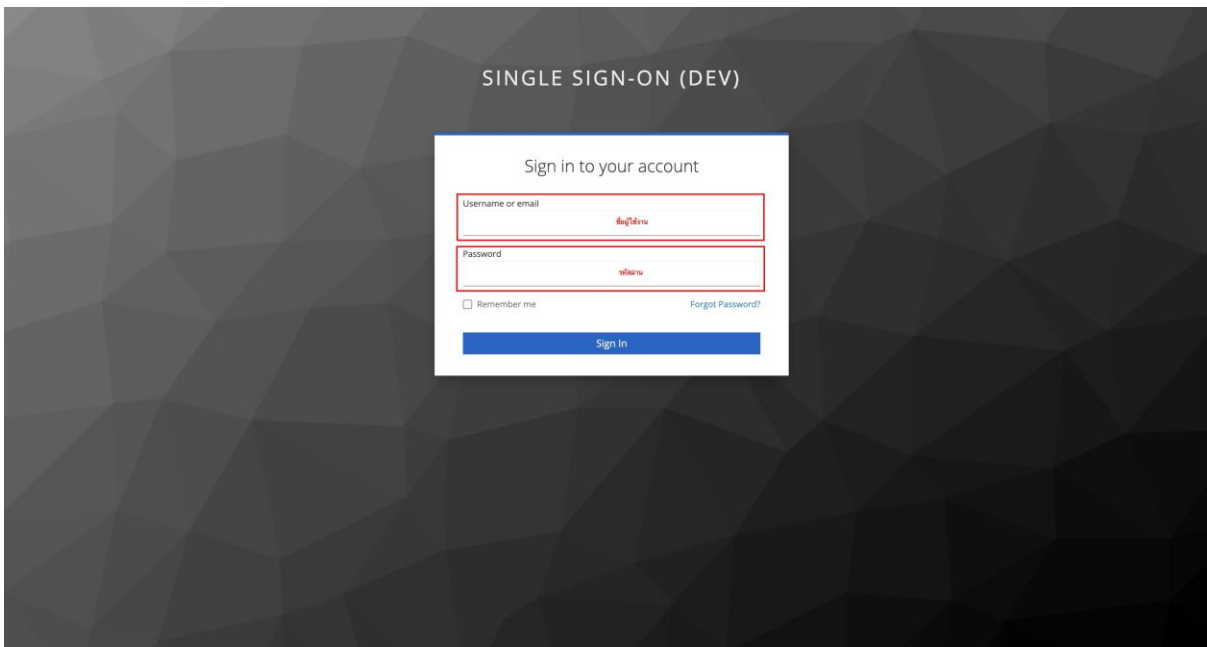 SINGLE SIGN-ON (DEV)
Sign in to your account
Username or email
ชื่อผู้ใช้งาน
Password
รหัสผ่าน
Remember me
Forgot Password?
Sign In